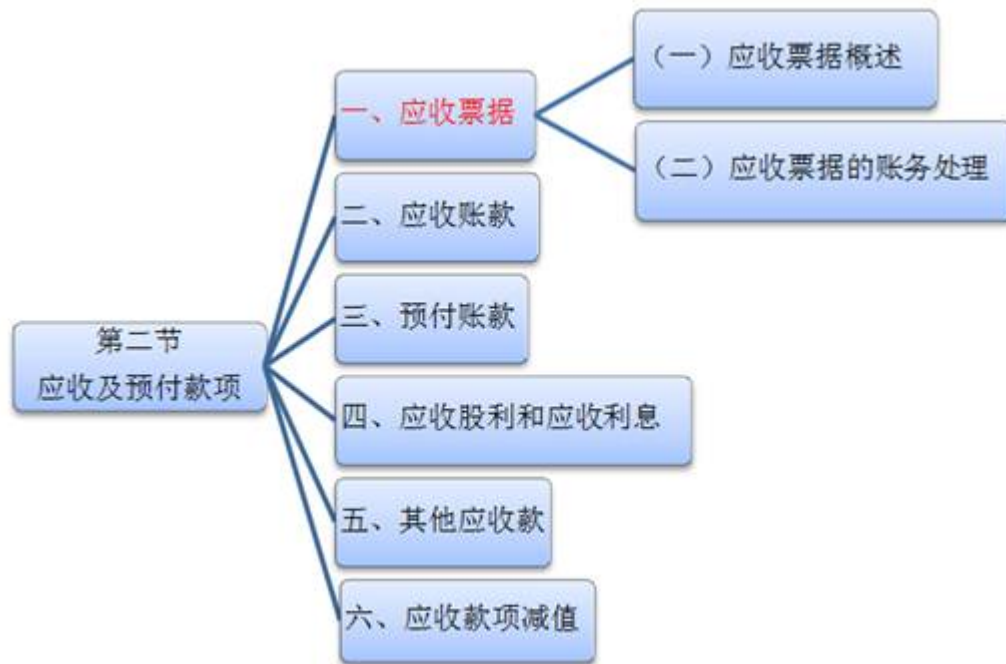 第二节
应收及预付款项
一、应收票据
（一）应收票据概述
（二）应收票据的账务处理
二、应收账款
三、预付账款
四、应收股利和应收利息
五、其他应收款
六、应收款项减值